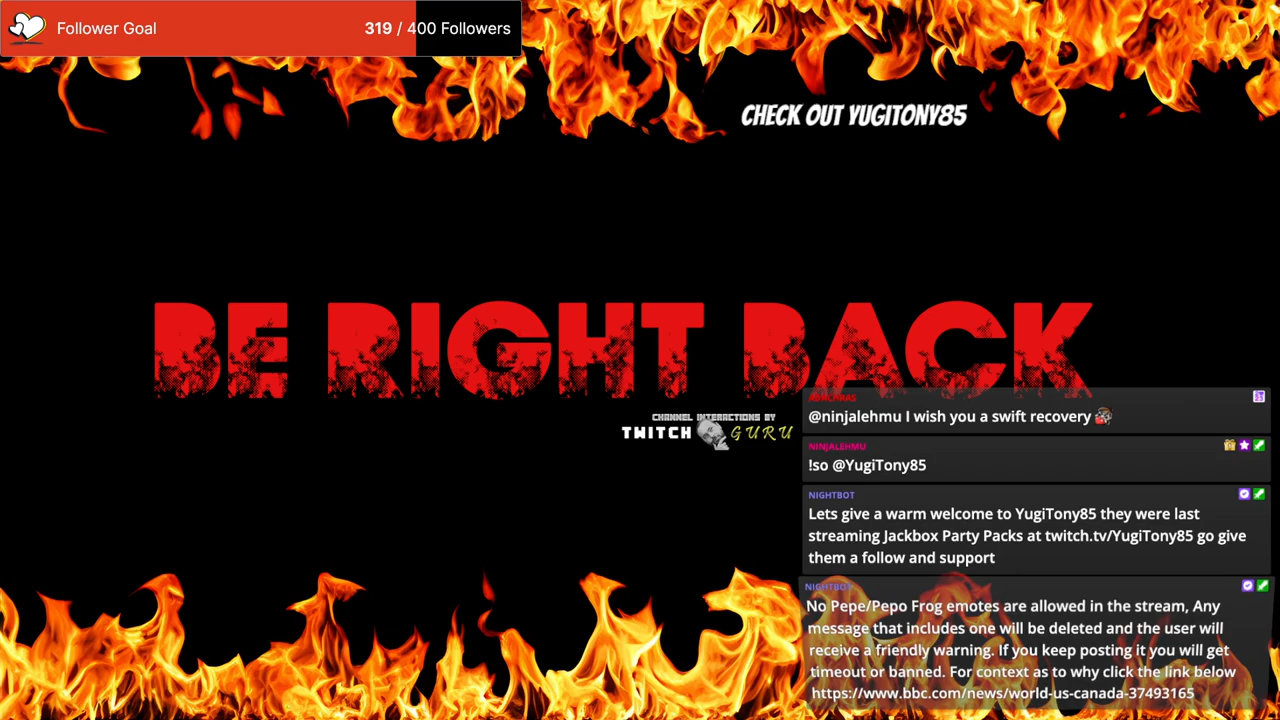 Follower Goal 319 / 400 Followers
CHECK OUT YUGITONY85
BE RIGHT BACK
CHANNEL INTERACTIONS BY
TWITCH GURU
@ninjalehmu I wish you a swift recovery
NINJALEHMU
!so @YugiTony85
NIGHTBOT
Lets give a warm welcome to YugiTony85 they were last
streaming Jackbox Party Packs at twitch.tv/YugiTony85 go give
them a follow and support
NIGHTBOT
No Pepe/Pepo Frog emotes are allowed in the stream, Any
message that includes one will be deleted and the user will
receive a friendly warning. If you keep posting it you will get
timeout or banned. For context as to why click the link below
https://www.bbc.com/news/world-us-canada-37493165